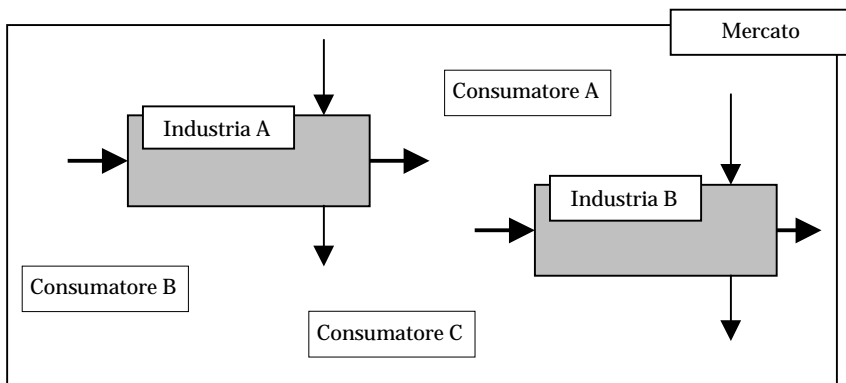 Mercato
Consumatore A
Industria A
Industria B
Consumatore B
Consumatore C